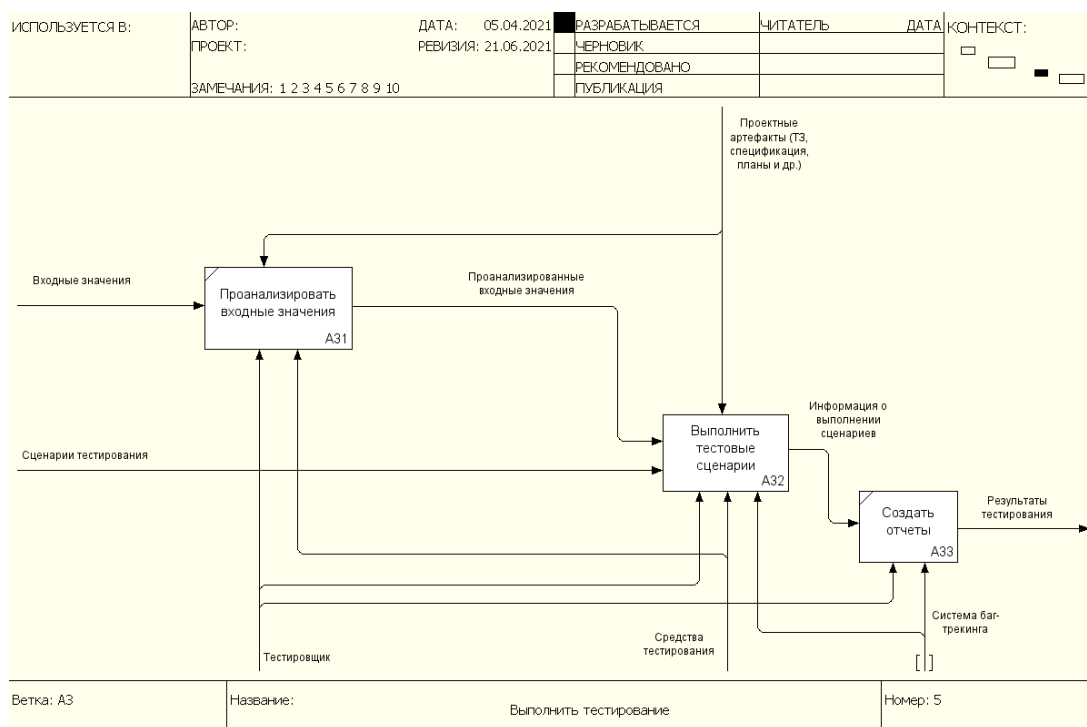 ИСПОЛЬЗУЕТСЯ В:
АВТОР:
ДАТА: 05.04.2021
РАЗРАБАТЫВАЕТСЯ
ЧИТАТЕЛЬ
ДАТА
КОНТЕКСТ:
ПРОЕКТ:
РЕВИЗИЯ: 21.06.2021
ЧЕРНОВИК
РЕКОМЕНДОВАНО
ЗАМЕЧАНИЯ: 1 2 3 4 5 6 7 8 9 10
ПУБЛИКАЦИЯ
Проектные
артефакты (ТЗ,
спецификация,
планы и др.)
Входные значения
Проанализировать
входные значения
А31
Проанализированные
входные значения
Информация о
выполнении
сценариев
Выполнить
тестовые
сценарии
А32
Сценарии тестирования
Создать
отчеты
А33
Результаты
тестирования
Тестировщик
Средства
тестирования
Система баг-
трекинга
Ветка: А3
Название:
Выполнить тестирование
Номер: 5